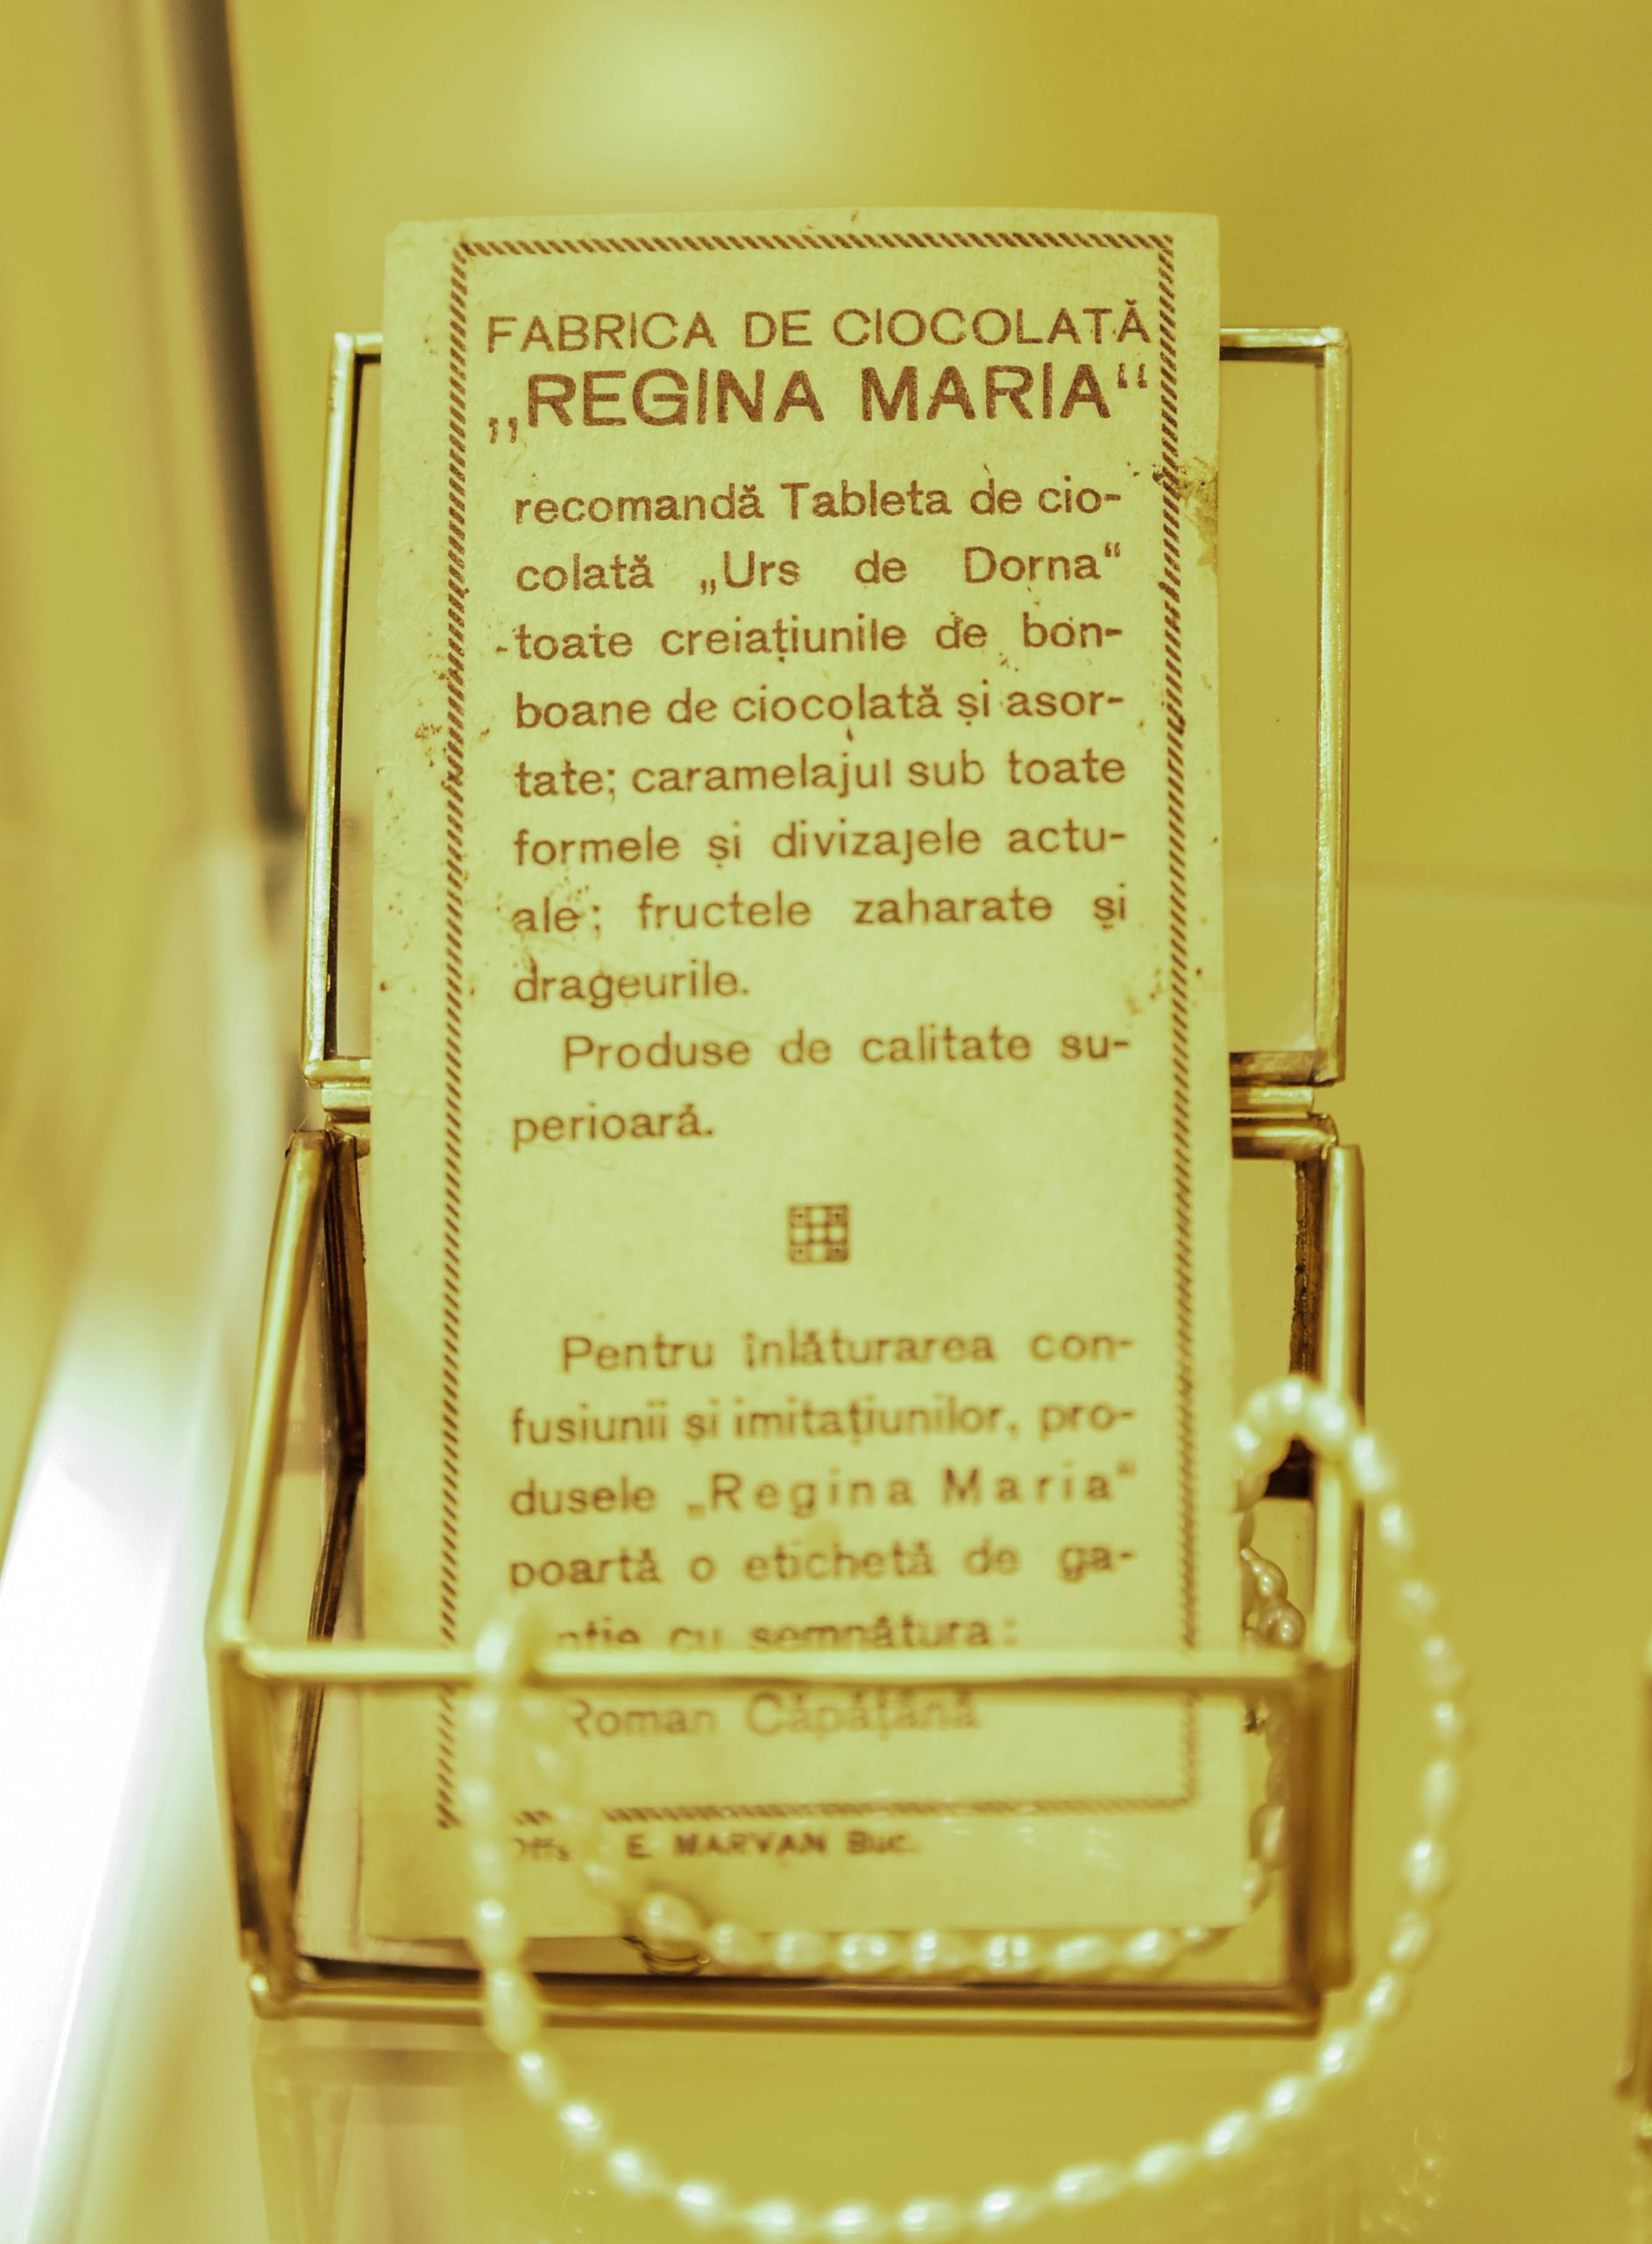 FABRICA DE CIOCOLATĂ
„REGINA MARIA“
recomandă Tableta de cio-
colată „Urs de Dorna“
toate creiațiunile de bon-
boane de ciocolată și asor-
tate; caramelajul sub toate
formele și divizajele actu-
ale; fructele zaharate și
drageurile.
Produse de calitate su-
perioară.
Pentru înlăturarea con-
fusiunii și imitațiunilor, pro-
dusele „Regina Maria“
poartă o etichetă de ga-
cu semnătura:
Roman Căpățână
E. MARVAN Buc.